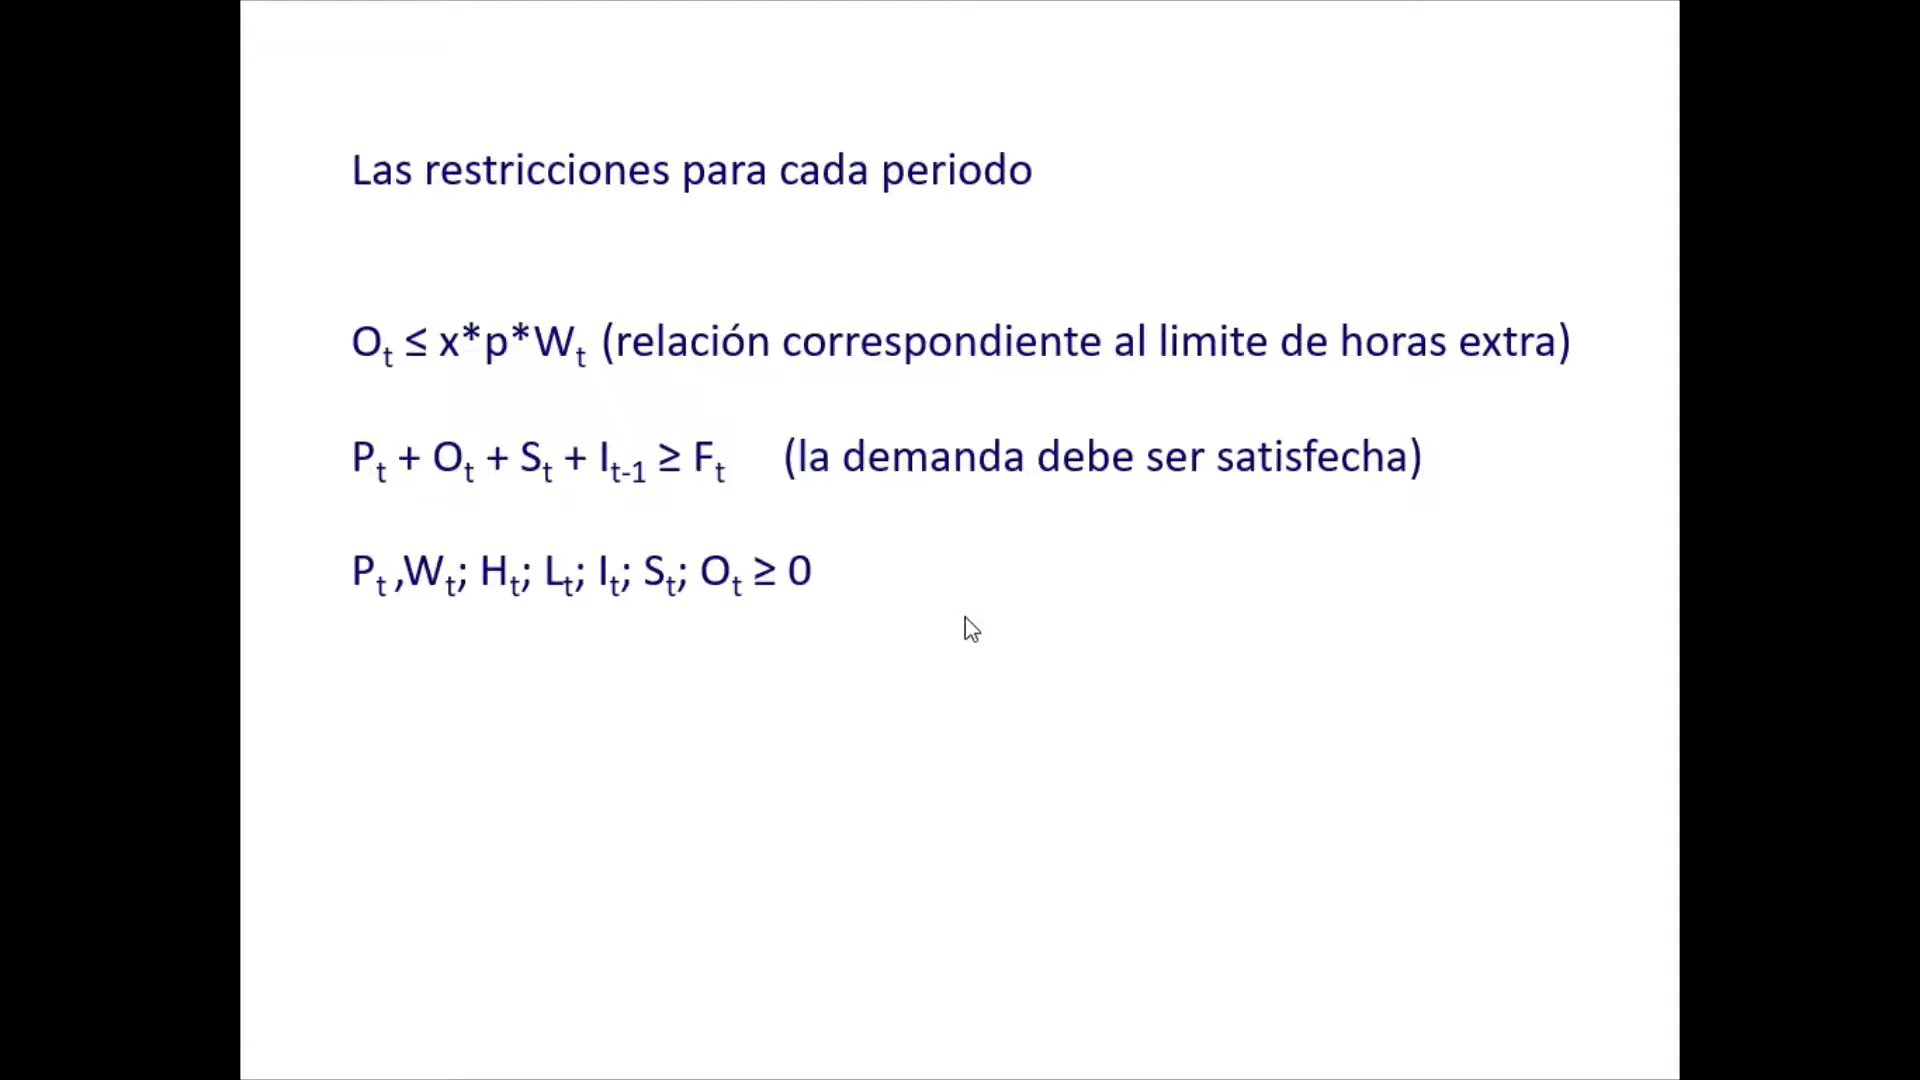 Las restricciones para cada periodo
Oₜ ≤ x*p*Wₜ (relación correspondiente al limite de horas extra)
Pₜ + Oₜ + Sₜ + Iₜ₋₁ ≥ Fₜ (la demanda debe ser satisfecha)
Pₜ ,Wₜ; Hₜ; Lₜ; Iₜ; Sₜ; Oₜ ≥ 0